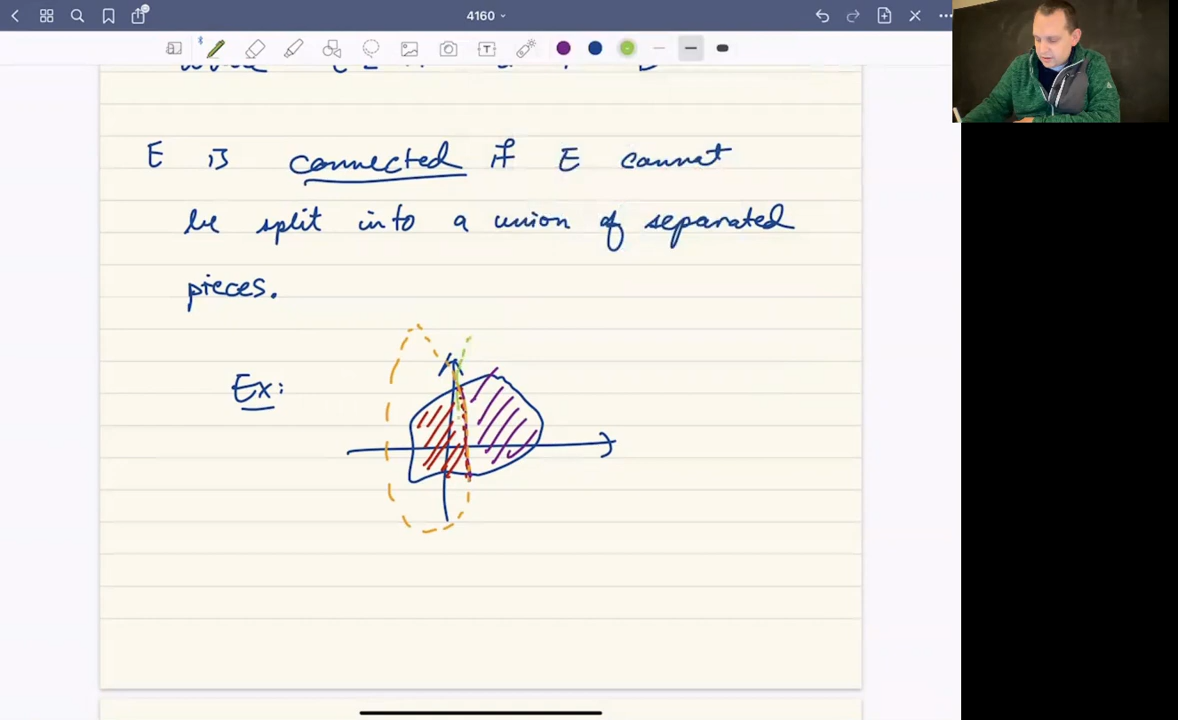 4160
E is connected if E cannot
be split into a union of separated
pieces.
Ex: